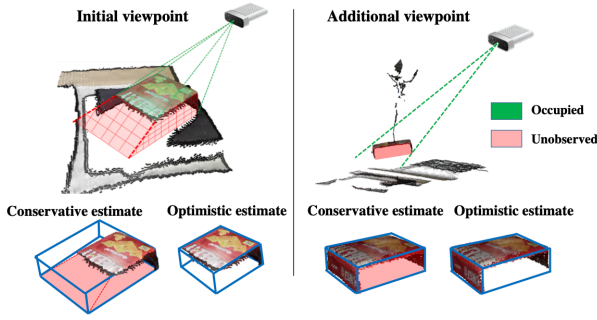 Initial viewpoint
Additional viewpoint
Occupied
Unobserved
Conservative estimate
Optimistic estimate
Conservative estimate
Optimistic estimate